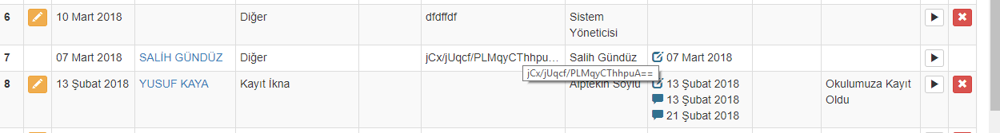 6 10 Mart 2018 Diğer dfdffdf Sistem
Yöneticisi
7 07 Mart 2018 SALİH GÜNDÜZ Diğer jCx/jUqcf/PLMqyCThhpu... Salih Gündüz 07 Mart 2018
jCx/jUqcf/PLMqyCThhpuA==
8 13 Şubat 2018 YUSUF KAYA Kayıt İkna Alptekin Soylu 13 Şubat 2018 Okulumuza Kayıt
13 Şubat 2018 Oldu
21 Şubat 2018